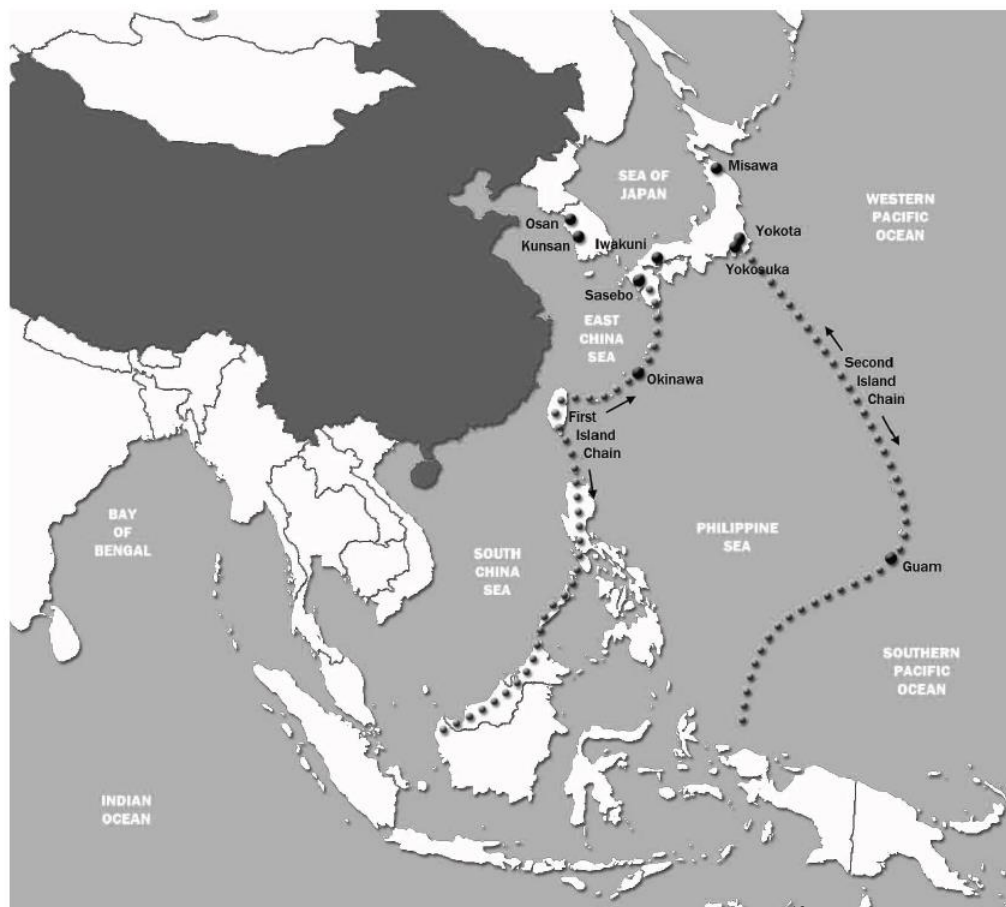 Misawa
SEA OF
JAPAN
WESTERN
PACIFIC
OCEAN
Osan
Kunsan
Iwakuni
Yokota
Yokosuka
Sasebo
EAST
CHINA
SEA
Okinawa
Second
Island
Chain
First
Island
Chain
BAY
OF
BENGAL
PHILIPPINE
SEA
SOUTH
CHINA
SEA
Guam
SOUTHERN
PACIFIC
OCEAN
INDIAN
OCEAN